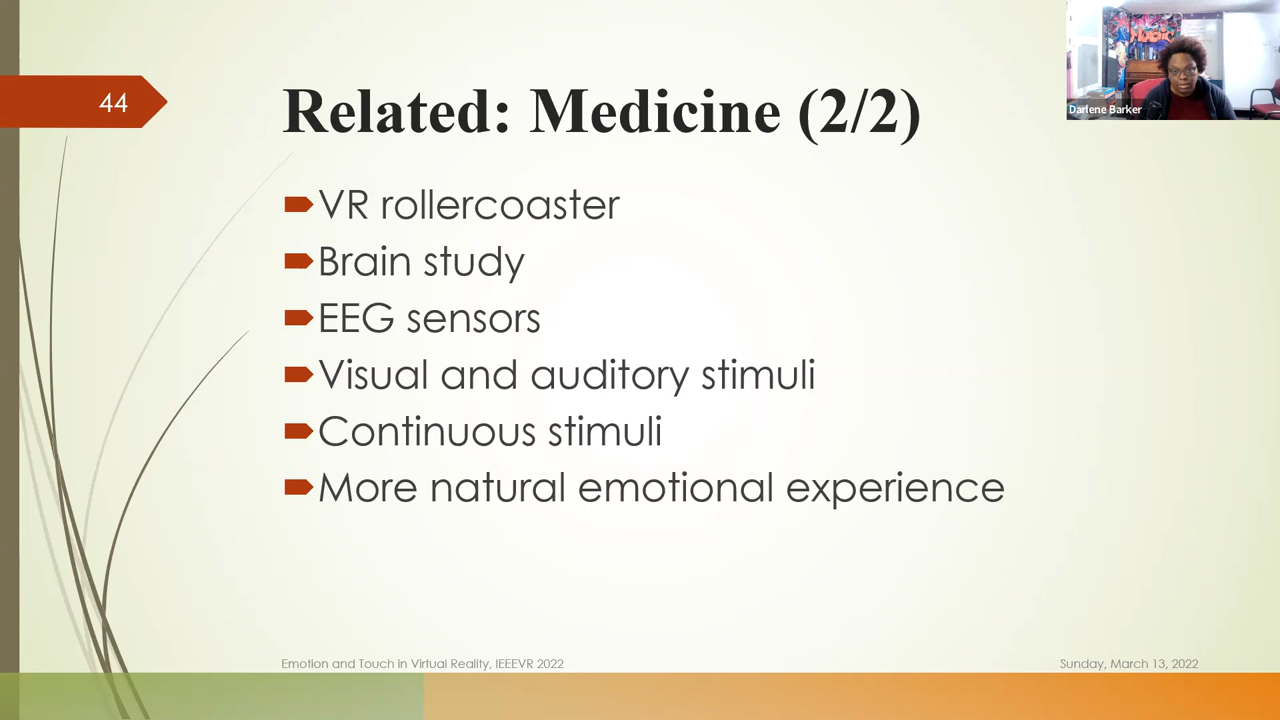 44
Related: Medicine (2/2)
VR rollercoaster
Brain study
EEG sensors
Visual and auditory stimuli
Continuous stimuli
More natural emotional experience
Darlene Barker
Emotion and Touch in Virtual Reality, IEEEVR 2022
Sunday, March 13, 2022